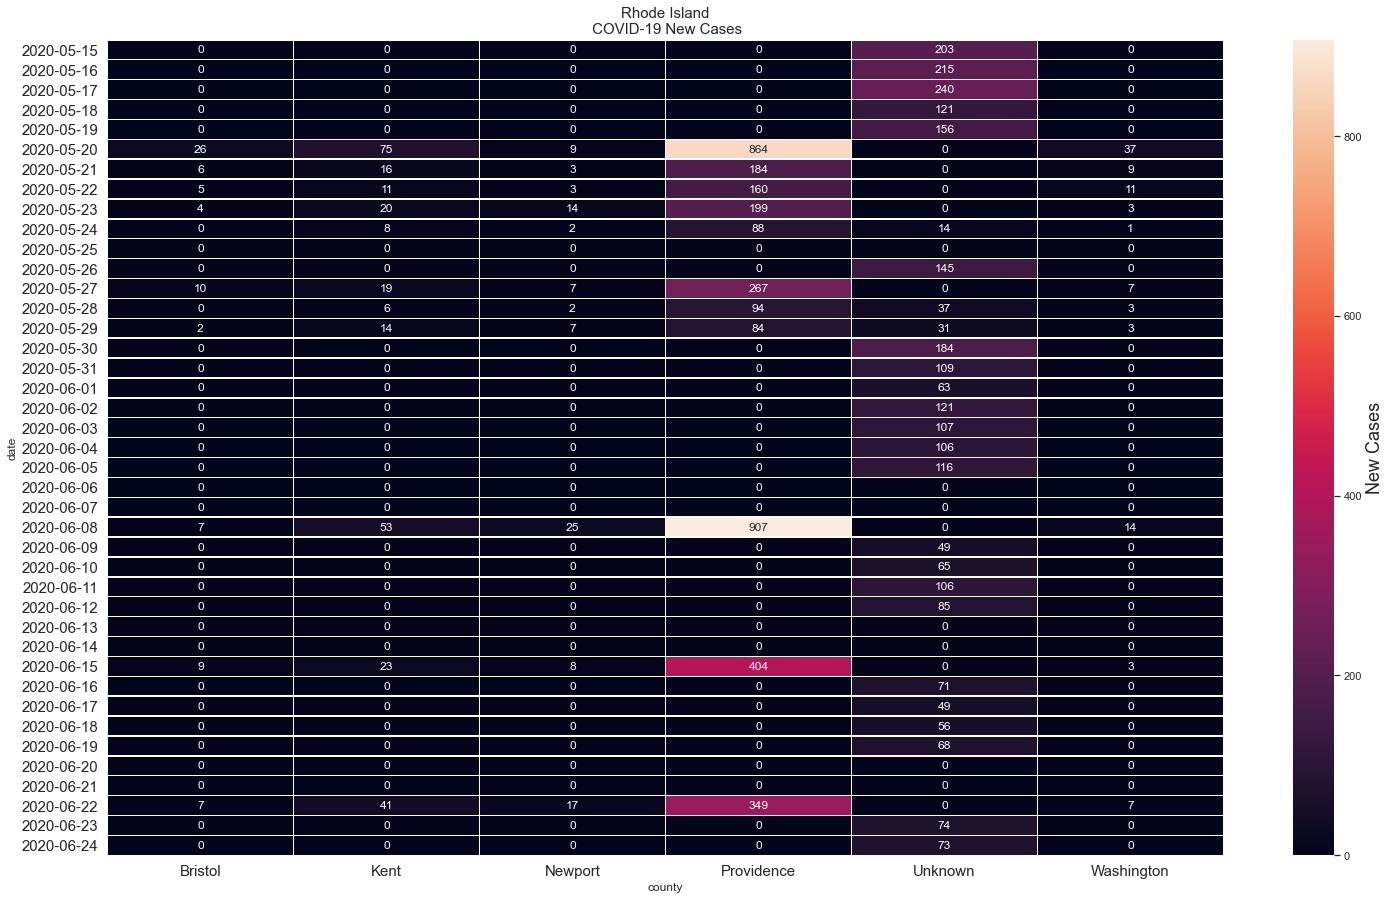 Rhode Island
COVID-19 New Cases
2020-05-15 0 0 0 0 203 0
2020-05-16 0 0 0 0 215 0
2020-05-17 0 0 0 0 240 0
2020-05-18 0 0 0 0 121 0
2020-05-19 0 0 0 0 156 0
2020-05-20 26 75 9 864 0 37
2020-05-21 6 16 3 184 0 9
2020-05-22 5 11 3 160 0 11
2020-05-23 4 20 14 199 0 3
2020-05-24 0 8 2 88 14 1
2020-05-25 0 0 0 0 0 0
2020-05-26 0 0 0 0 145 0
2020-05-27 10 19 7 267 0 7
2020-05-28 0 6 2 94 37 3
2020-05-29 2 14 7 84 31 3
2020-05-30 0 0 0 0 184 0
2020-05-31 0 0 0 0 109 0
2020-06-01 0 0 0 0 63 0
2020-06-02 0 0 0 0 121 0
2020-06-03 0 0 0 0 107 0
2020-06-04 0 0 0 0 106 0
2020-06-05 0 0 0 0 116 0
2020-06-06 0 0 0 0 0 0
2020-06-07 0 0 0 0 0 0
2020-06-08 7 53 25 907 0 14
2020-06-09 0 0 0 0 49 0
2020-06-10 0 0 0 0 65 0
2020-06-11 0 0 0 0 106 0
2020-06-12 0 0 0 0 85 0
2020-06-13 0 0 0 0 0 0
2020-06-14 0 0 0 0 0 0
2020-06-15 9 23 8 404 0 3
2020-06-16 0 0 0 0 71 0
2020-06-17 0 0 0 0 49 0
2020-06-18 0 0 0 0 56 0
2020-06-19 0 0 0 0 68 0
2020-06-20 0 0 0 0 0 0
2020-06-21 0 0 0 0 0 0
2020-06-22 7 41 17 349 0 7
2020-06-23 0 0 0 0 74 0
2020-06-24 0 0 0 0 73 0
Bristol Kent Newport Providence Unknown Washington
county
date
800
600
400
200
0
New Cases